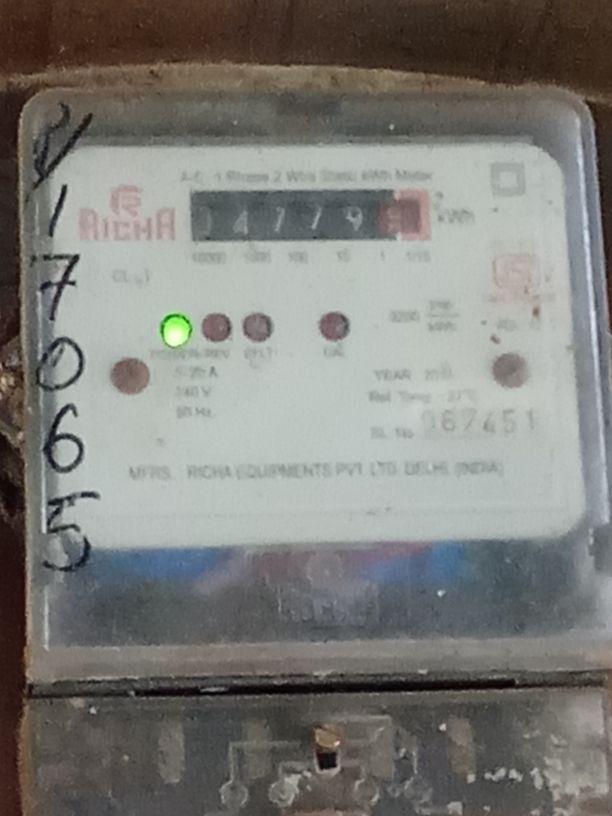 A.C. 1 Phase 2 Wire Static kWh Meter
RICHA
4779
kWh
10000 1000 100 10 1 1/10
POWER REV E/LT CAL
5-20 A
240 V
50 Hz
YEAR
Ref. Temp. 27°C
SL. No. 067451
MFRS. RICHA EQUIPMENTS PVT. LTD. DELHI. (INDIA)
1
7
0
6
5